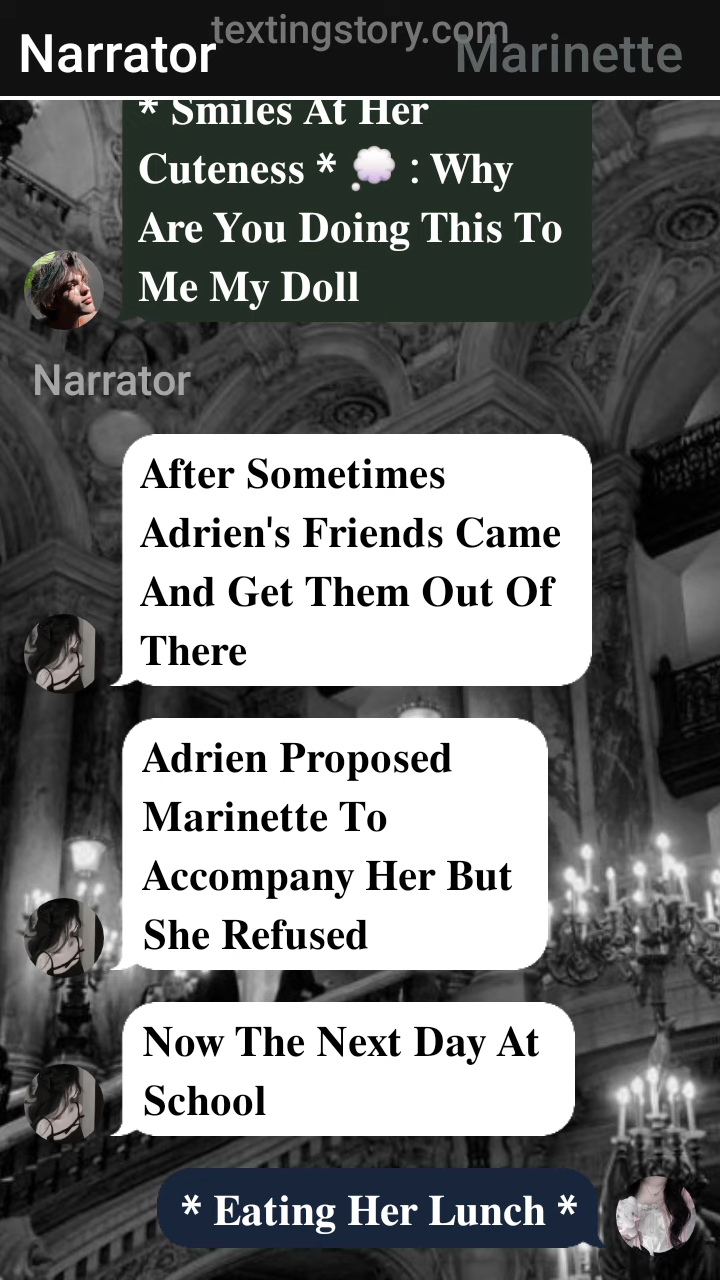 textingstory.com
Narrator
Marinette
* Smiles At Her
Cuteness * 💭 : Why
Are You Doing This To
Me My Doll
Narrator
After Sometimes
Adrien's Friends Came
And Get Them Out Of
There
Adrien Proposed
Marinette To
Accompany Her But
She Refused
Now The Next Day At
School
* Eating Her Lunch *